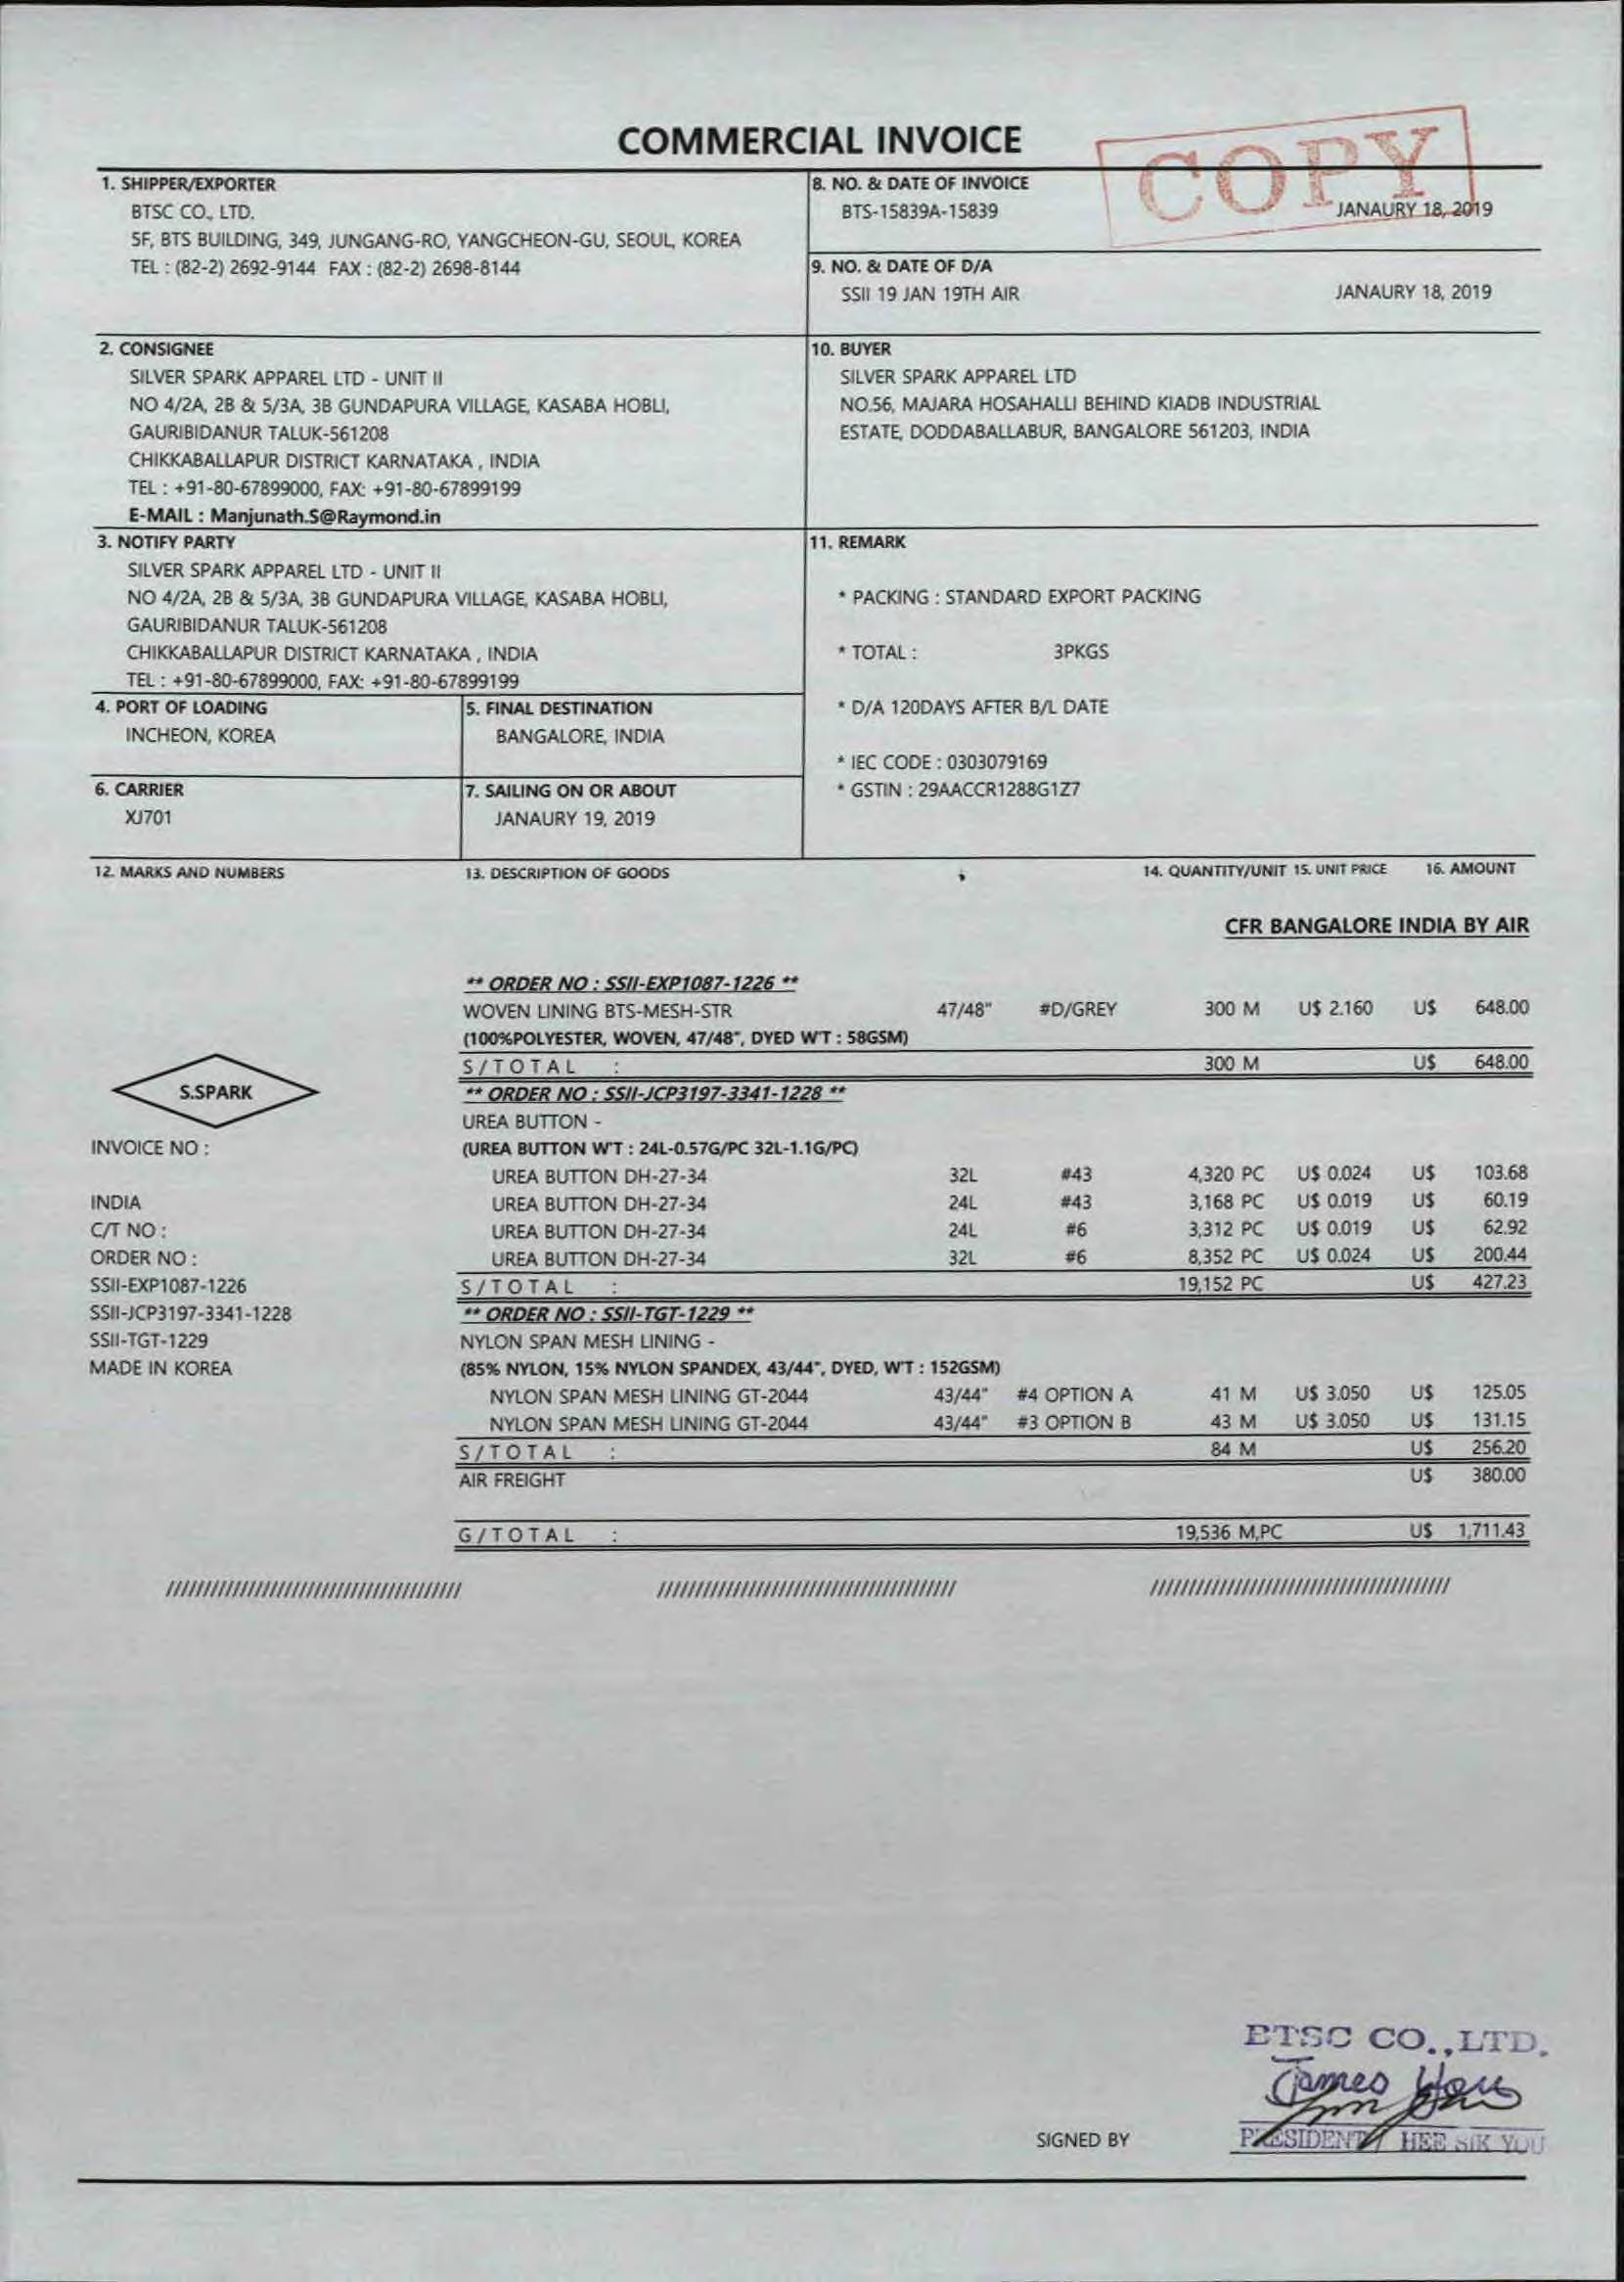 COMMERCIAL INVOICE
COPY
1. SHIPPER/EXPORTER
BTSC CO., LTD.
5F, BTS BUILDING, 349, JUNGANG-RO, YANGCHEON-GU, SEOUL, KOREA
TEL : (82-2) 2692-9144 FAX : (82-2) 2698-8144
8. NO. & DATE OF INVOICE
BTS-15839A-15839 JANAURY 18, 2019
9. NO. & DATE OF D/A
SSII 19 JAN 19TH AIR JANAURY 18, 2019
2. CONSIGNEE
SILVER SPARK APPAREL LTD - UNIT II
NO 4/2A, 2B & 5/3A, 3B GUNDAPURA VILLAGE, KASABA HOBLI,
GAURIBIDANUR TALUK-561208
CHIKKABALLAPUR DISTRICT KARNATAKA , INDIA
TEL : +91-80-67899000, FAX: +91-80-67899199
E-MAIL : Manjunath.S@Raymond.in
10. BUYER
SILVER SPARK APPAREL LTD
NO.56, MAJARA HOSAHALLI BEHIND KIADB INDUSTRIAL
ESTATE, DODDABALLABUR, BANGALORE 561203, INDIA
3. NOTIFY PARTY
SILVER SPARK APPAREL LTD - UNIT II
NO 4/2A, 2B & 5/3A, 3B GUNDAPURA VILLAGE, KASABA HOBLI,
GAURIBIDANUR TALUK-561208
CHIKKABALLAPUR DISTRICT KARNATAKA , INDIA
TEL : +91-80-67899000, FAX: +91-80-67899199
11. REMARK
* PACKING : STANDARD EXPORT PACKING
* TOTAL : 3PKGS
* D/A 120DAYS AFTER B/L DATE
* IEC CODE : 0303079169
* GSTIN : 29AACCR1288G1Z7
4. PORT OF LOADING
INCHEON, KOREA
5. FINAL DESTINATION
BANGALORE, INDIA
6. CARRIER
XJ701
7. SAILING ON OR ABOUT
JANAURY 19, 2019
12. MARKS AND NUMBERS 13. DESCRIPTION OF GOODS 14. QUANTITY/UNIT 15. UNIT PRICE 16. AMOUNT
CFR BANGALORE INDIA BY AIR
S.SPARK
INVOICE NO :
INDIA
C/T NO :
ORDER NO :
SSII-EXP1087-1226
SSII-JCP3197-3341-1228
SSII-TGT-1229
MADE IN KOREA
** ORDER NO : SSII-EXP1087-1226 **
WOVEN LINING BTS-MESH-STR 47/48" #D/GREY 300 M U$ 2.160 U$ 648.00
(100%POLYESTER, WOVEN, 47/48", DYED W'T : 58GSM)
S/TOTAL : 300 M U$ 648.00
** ORDER NO : SSII-JCP3197-3341-1228 **
UREA BUTTON -
(UREA BUTTON W'T : 24L-0.57G/PC 32L-1.1G/PC)
UREA BUTTON DH-27-34 32L #43 4,320 PC U$ 0.024 U$ 103.68
UREA BUTTON DH-27-34 24L #43 3,168 PC U$ 0.019 U$ 60.19
UREA BUTTON DH-27-34 24L #6 3,312 PC U$ 0.019 U$ 62.92
UREA BUTTON DH-27-34 32L #6 8,352 PC U$ 0.024 U$ 200.44
S/TOTAL : 19,152 PC U$ 427.23
** ORDER NO : SSII-TGT-1229 **
NYLON SPAN MESH LINING -
(85% NYLON, 15% NYLON SPANDEX, 43/44", DYED, W'T : 152GSM)
NYLON SPAN MESH LINING GT-2044 43/44" #4 OPTION A 41 M U$ 3.050 U$ 125.05
NYLON SPAN MESH LINING GT-2044 43/44" #3 OPTION B 43 M U$ 3.050 U$ 131.15
S/TOTAL : 84 M U$ 256.20
AIR FREIGHT U$ 380.00
G/TOTAL : 19,536 M,PC U$ 1,711.43
BTSC CO.,LTD.
James
SIGNED BY
PRESIDENT / HEE SIK YOU